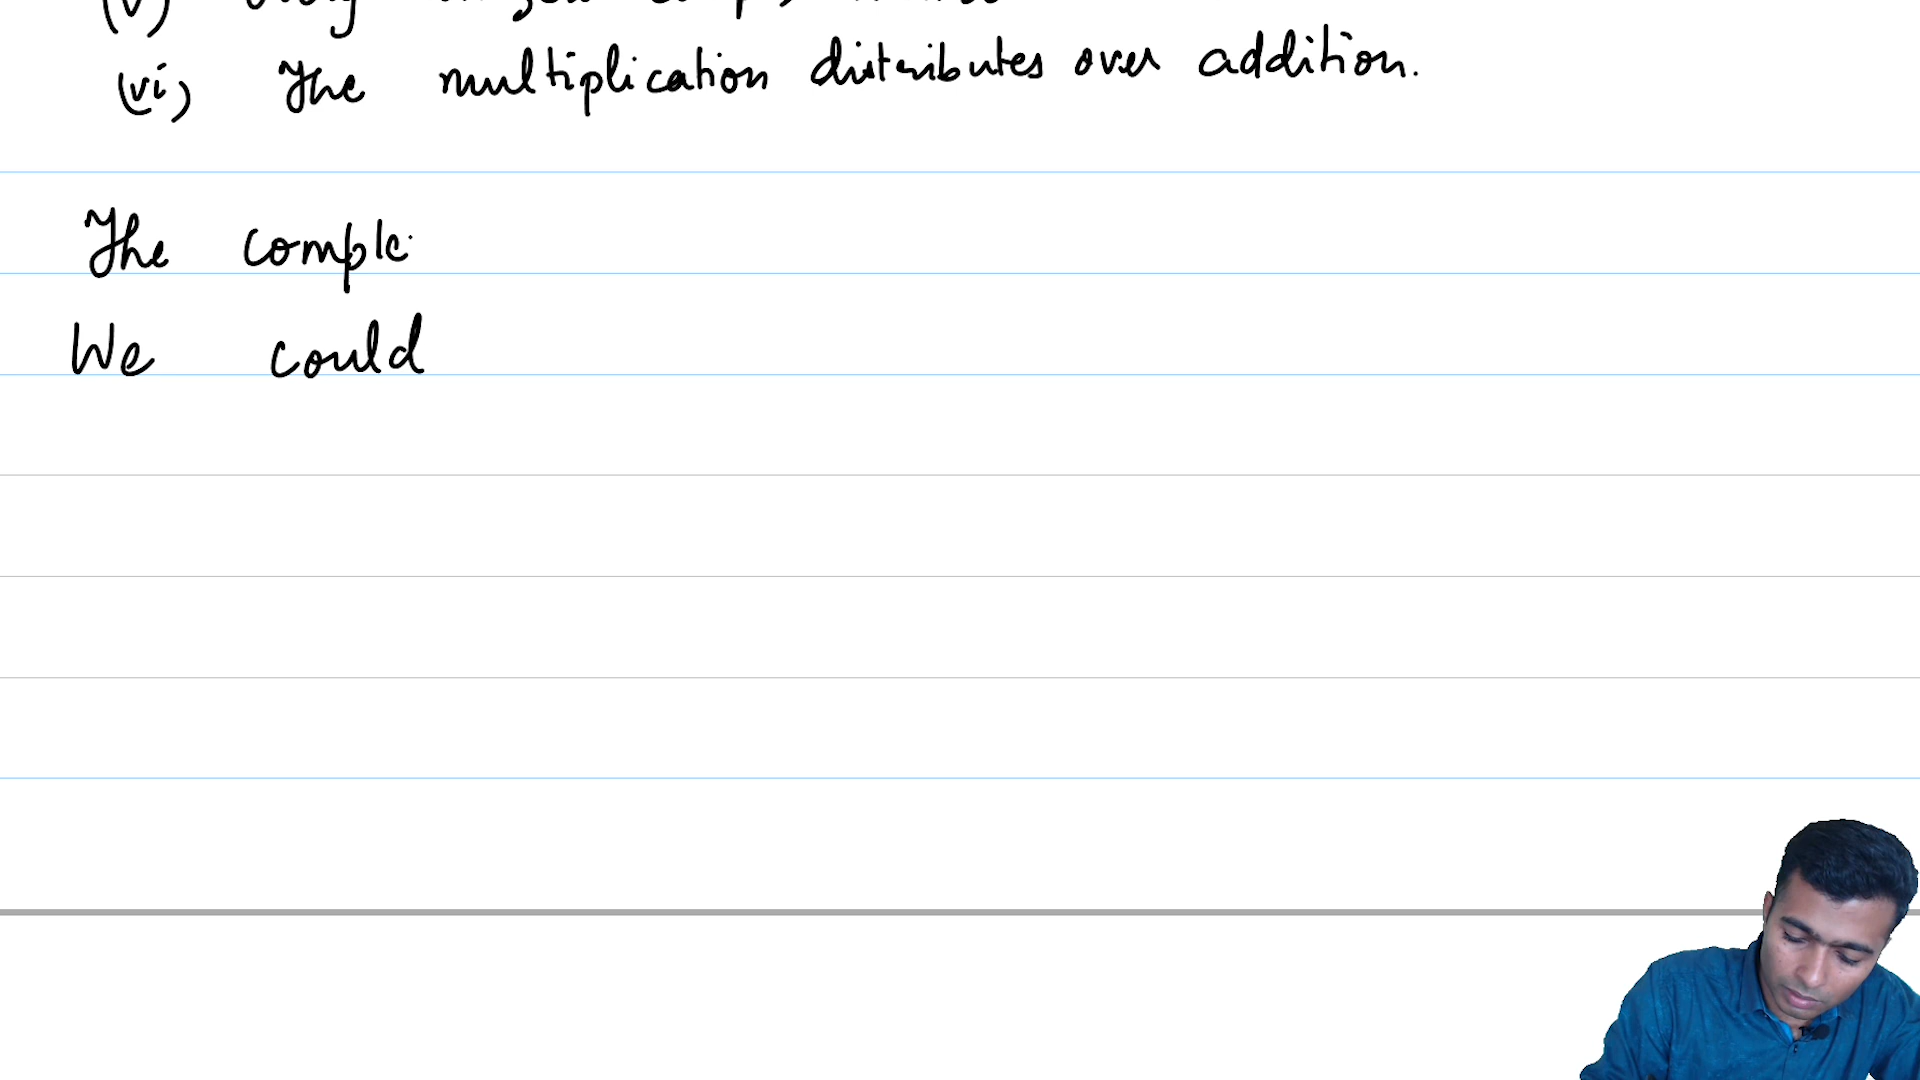 (v)
(vi) The multiplication distributes over addition.
The comple
We could